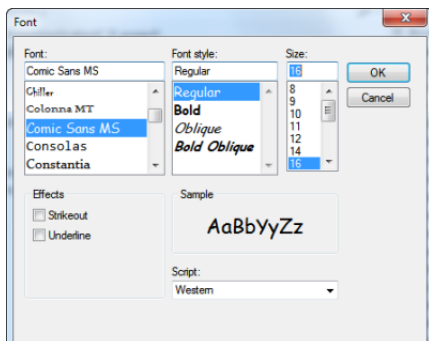 Font
Font:
Font style:
Size:
Comic Sans MS
Regular
16
OK
Cancel
Chiller
Colonna MT
Comic Sans MS
Consolas
Constantia
Regular
Bold
Oblique
Bold Oblique
8
9
10
11
12
14
16
Effects
Strikeout
Underline
Sample
AaBbYyZz
Script:
Western